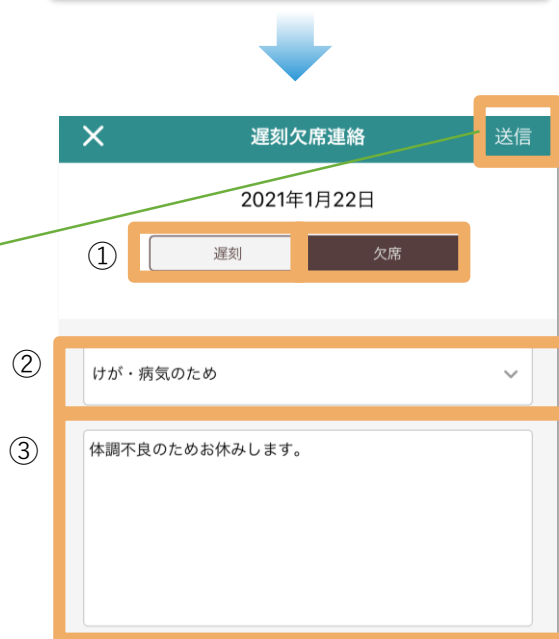 遅刻欠席連絡 送信
2021年1月22日
① 遅刻 欠席
② けが・病気のため
③ 体調不良のためお休みします。